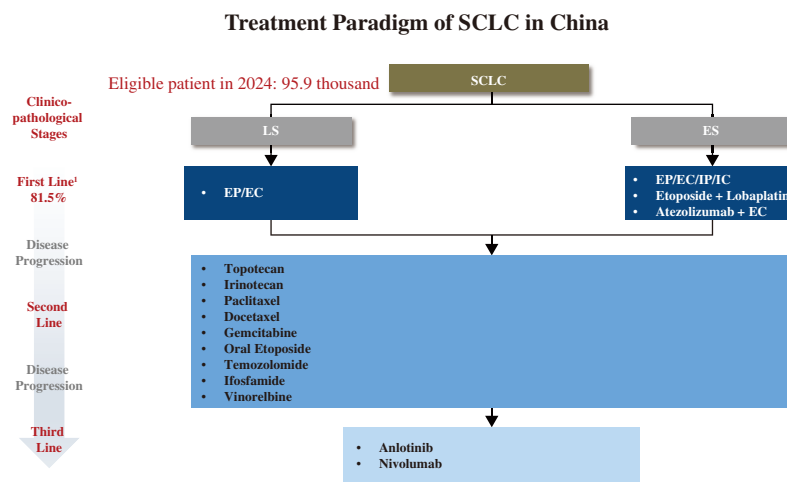 Treatment Paradigm of SCLC in China
Eligible patient in 2024: 95.9 thousand
SCLC
Clinico-
pathological
Stages
LS
ES
First Line¹
81.5%
• EP/EC
• EP/EC/IP/IC
• Etoposide + Lobaplatin
• Atezolizumab + EC
Disease
Progression
• Topotecan
• Irinotecan
• Paclitaxel
• Docetaxel
• Gemcitabine
• Oral Etoposide
• Temozolomide
• Ifosfamide
• Vinorelbine
Second
Line
Disease
Progression
Third
Line
• Anlotinib
• Nivolumab